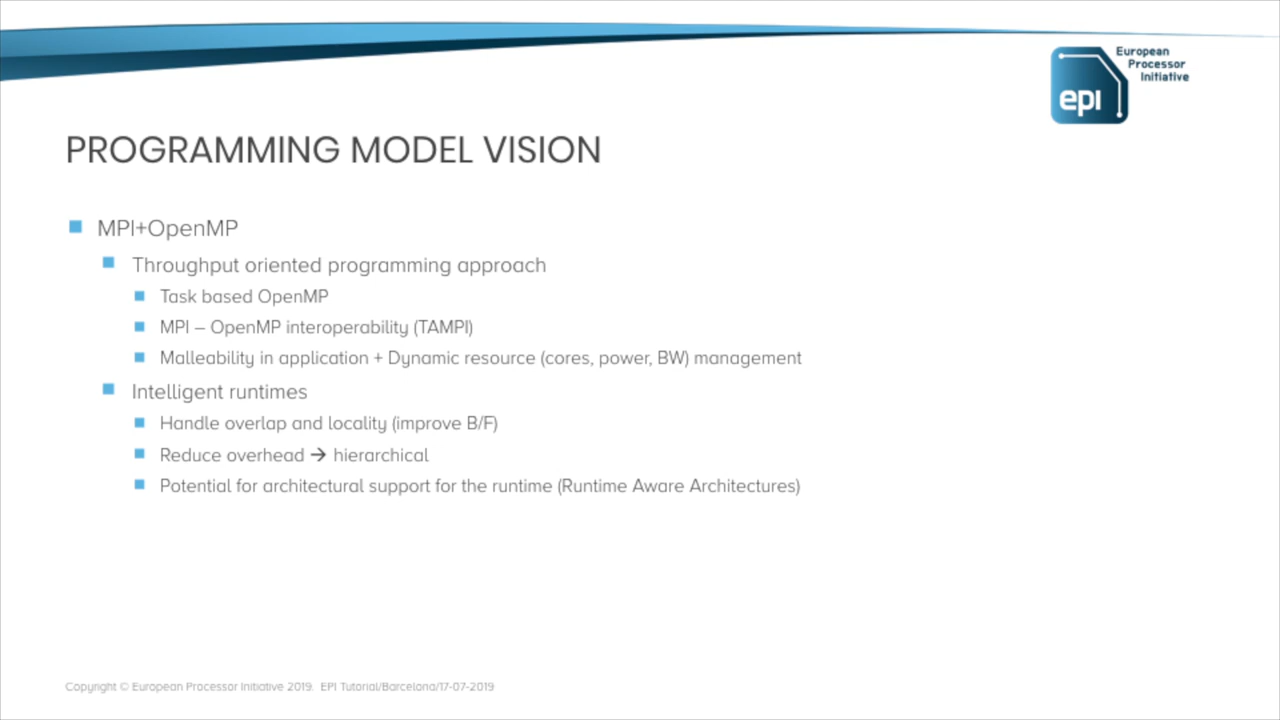 European
Processor
Initiative
epi
PROGRAMMING MODEL VISION
MPI+OpenMP
Throughput oriented programming approach
Task based OpenMP
MPI – OpenMP interoperability (TAMPI)
Malleability in application + Dynamic resource (cores, power, BW) management
Intelligent runtimes
Handle overlap and locality (improve B/F)
Reduce overhead → hierarchical
Potential for architectural support for the runtime (Runtime Aware Architectures)
Copyright © European Processor Initiative 2019. EPI Tutorial/Barcelona/17-07-2019